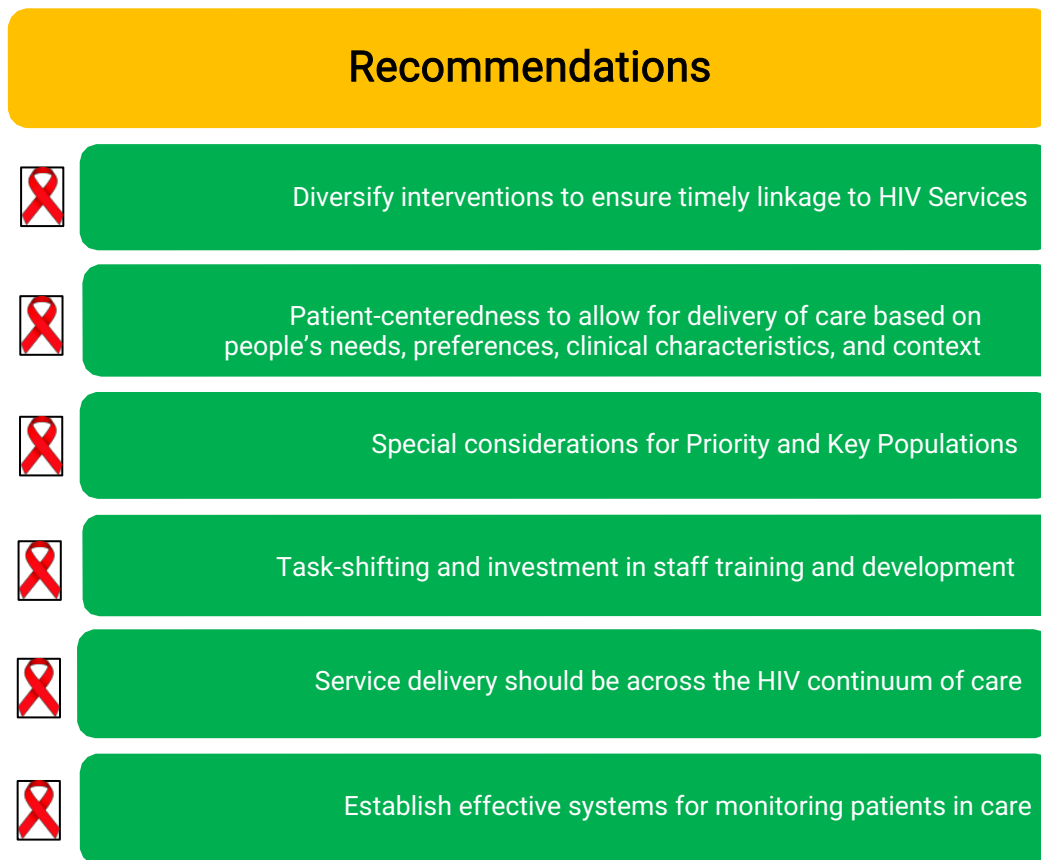 Recommendations
Diversify interventions to ensure timely linkage to HIV Services
Patient-centeredness to allow for delivery of care based on
people’s needs, preferences, clinical characteristics, and context
Special considerations for Priority and Key Populations
Task-shifting and investment in staff training and development
Service delivery should be across the HIV continuum of care
Establish effective systems for monitoring patients in care